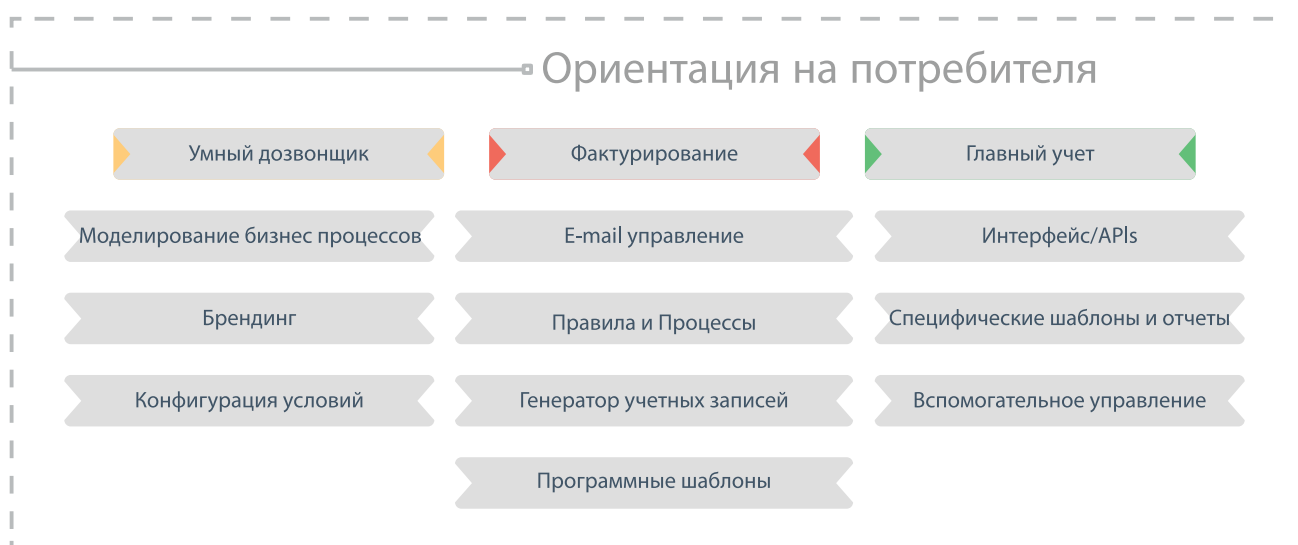 Ориентация на потребителя
Умный дозвонщик
Фактурирование
Главный учет
Моделирование бизнес процессов
E-mail управление
Интерфейс/APIs
Брендинг
Правила и Процессы
Специфические шаблоны и отчеты
Конфигурация условий
Генератор учетных записей
Вспомогательное управление
Программные шаблоны